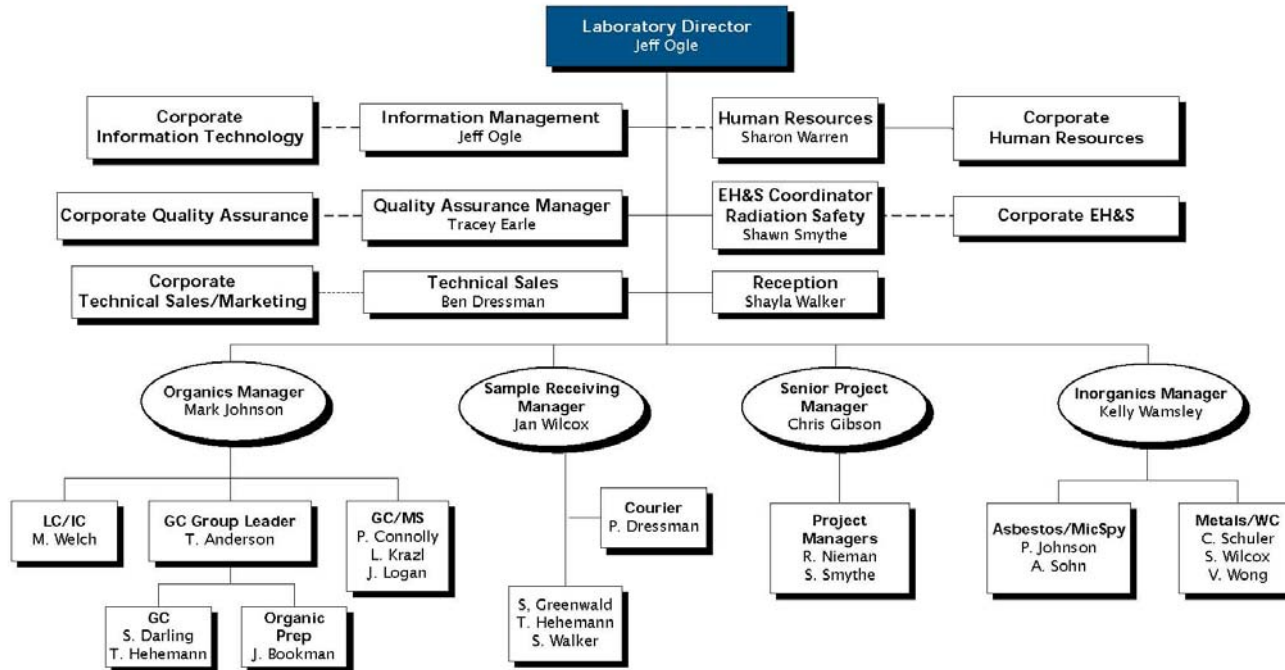 Laboratory Director
Jeff Ogle
Corporate
Information Technology
Information Management
Jeff Ogle
Human Resources
Sharon Warren
Corporate
Human Resources
Corporate Quality Assurance
Quality Assurance Manager
Tracey Earle
EH&S Coordinator
Radiation Safety
Shawn Smythe
Corporate EH&S
Corporate
Technical Sales/Marketing
Technical Sales
Ben Dressman
Reception
Shayla Walker
Organics Manager
Mark Johnson
Sample Receiving
Manager
Jan Wilcox
Senior Project
Manager
Chris Gibson
Inorganics Manager
Kelly Wamsley
LC/IC
M. Welch
GC Group Leader
T. Anderson
GC/MS
P. Connolly
L. Krazl
J. Logan
GC
S. Darling
T. Hehemann
Organic
Prep
J. Bookman
Courier
P. Dressman
S, Greenwald
T. Hehemann
S. Walker
Project
Managers
R. Nieman
S. Smythe
Asbestos/MicSpy
P. Johnson
A. Sohn
Metals/WC
C. Schuler
S. Wilcox
V. Wong